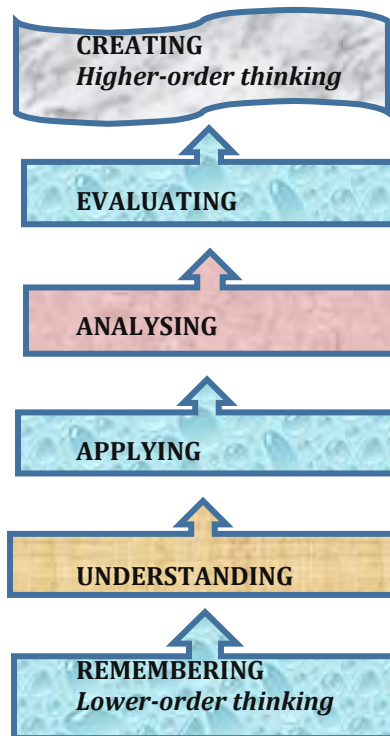 CREATING
Higher-order thinking
EVALUATING
ANALYSING
APPLYING
UNDERSTANDING
REMEMBERING
Lower-order thinking